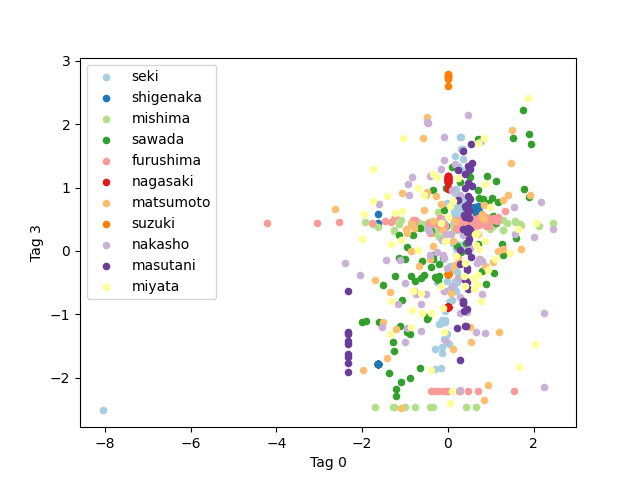 3
2
1
0
−1
−2
Tag 3
−8
−6
−4
−2
0
2
Tag 0
seki
shigenaka
mishima
sawada
furushima
nagasaki
matsumoto
suzuki
nakasho
masutani
miyata